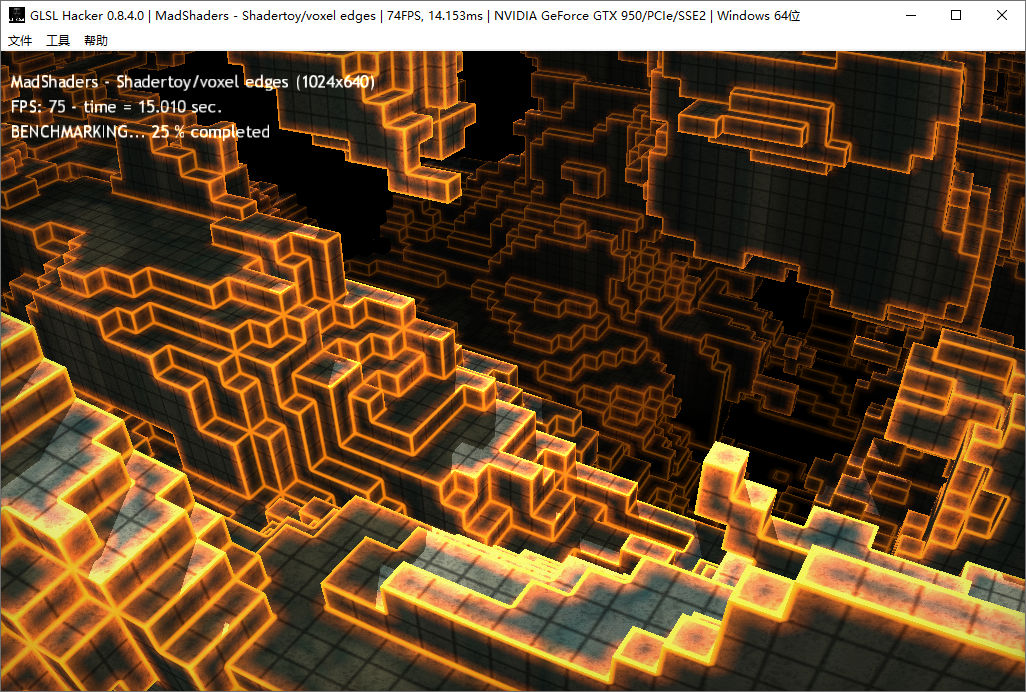 GLSL Hacker 0.8.4.0 | MadShaders - Shadertoy/voxel edges | 74FPS, 14.153ms | NVIDIA GeForce GTX 950/PCIe/SSE2 | Windows 64位
文件 工具 帮助
MadShaders - Shadertoy/voxel edges (1024x640)
FPS: 75 - time = 15.010 sec.
BENCHMARKING... 25 % completed